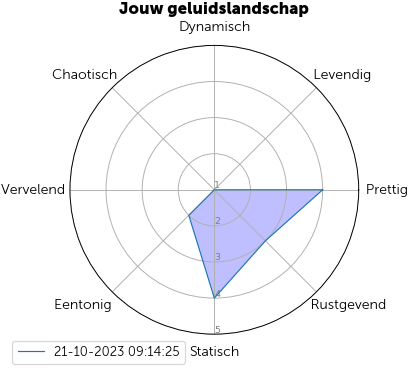 Jouw geluidslandschap
Dynamisch
Chaotisch
Levendig
Vervelend
Prettig
1
2
3
4
5
Eentonig
Rustgevend
21-10-2023 09:14:25
Statisch